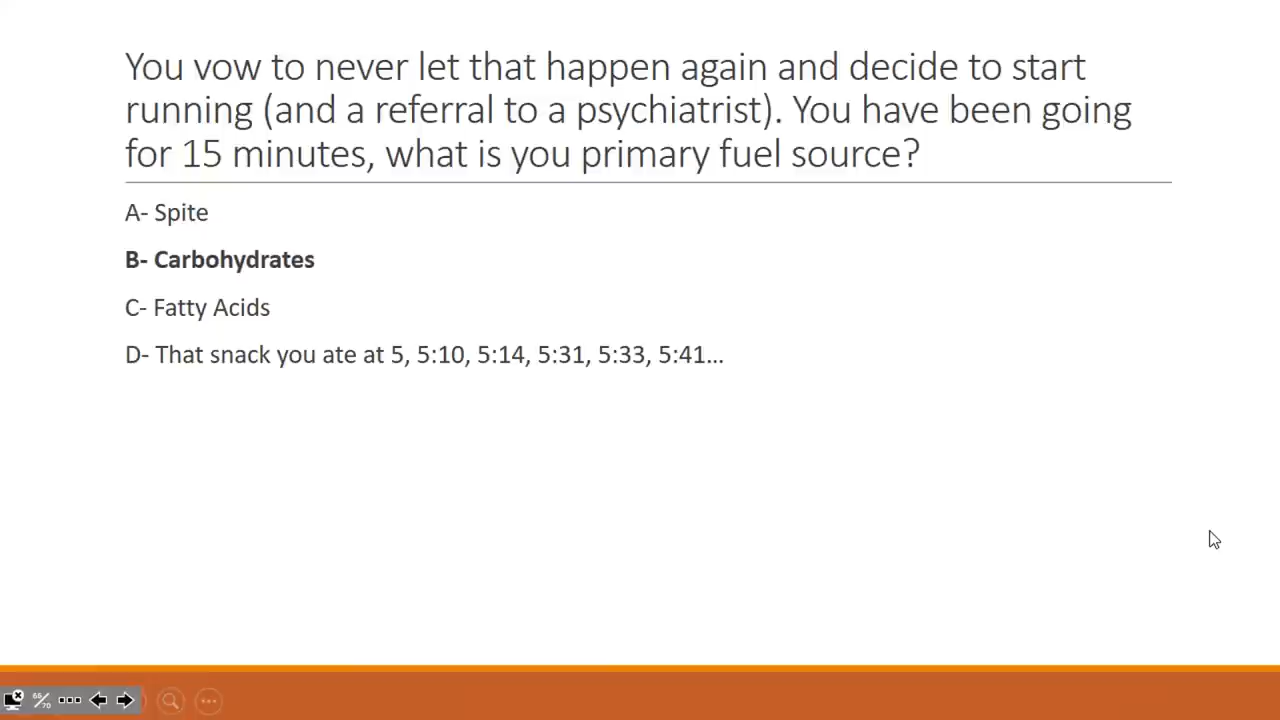 You vow to never let that happen again and decide to start
running (and a referral to a psychiatrist). You have been going
for 15 minutes, what is you primary fuel source?
A- Spite
B- Carbohydrates
C- Fatty Acids
D- That snack you ate at 5, 5:10, 5:14, 5:31, 5:33, 5:41...